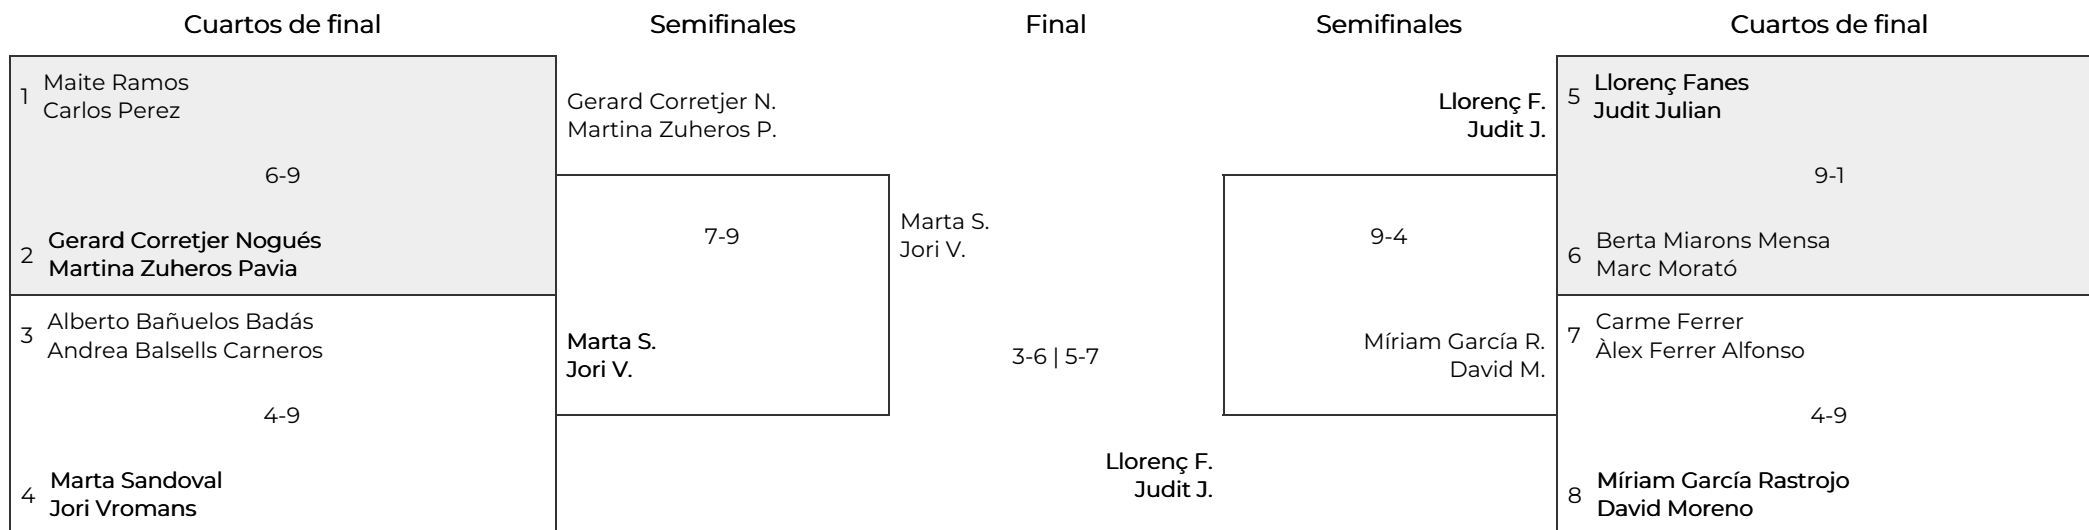 Cuartos de final
Semifinales
Final
Semifinales
Cuartos de final
1
Maite Ramos
Carlos Perez
6-9
2
Gerard Corretjer Nogués
Martina Zuheros Pavia
3
Alberto Bañuelos Badás
Andrea Balsells Carneros
4-9
4
Marta Sandoval
Jori Vromans
Gerard Corretjer N.
Martina Zuheros P.
7-9
Marta S.
Jori V.
Marta S.
Jori V.
3-6 | 5-7
Llorenç F.
Judit J.
Llorenç F.
Judit J.
9-4
Míriam García R.
David M.
5
Llorenç Fanes
Judit Julian
9-1
6
Berta Miarons Mensa
Marc Morató
7
Carme Ferrer
Àlex Ferrer Alfonso
4-9
8
Míriam García Rastrojo
David Moreno